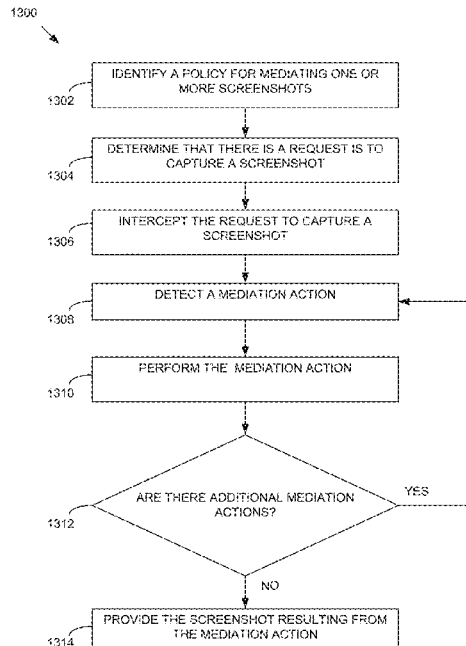 1300
IDENTIFY A POLICY FOR MEDIATING ONE OR
MORE SCREENSHOTS
1302
DETERMINE THAT THERE IS A REQUEST IS TO
CAPTURE A SCREENSHOT
1304
INTERCEPT THE REQUEST TO CAPTURE A
SCREENSHOT
1306
DETECT A MEDIATION ACTION
1308
PERFORM THE MEDIATION ACTION
1310
YES
ARE THERE ADDITIONAL MEDIATION
ACTIONS?
1312
NO
PROVIDE THE SCREENSHOT RESULTING FROM
THE MEDIATION ACTION
1314